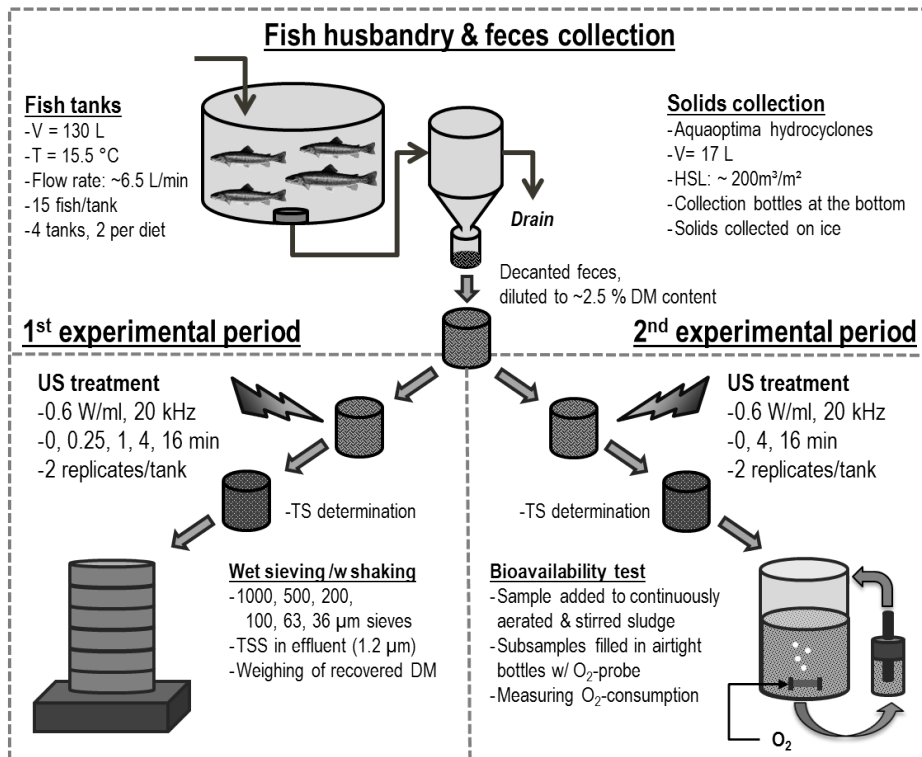 Fish husbandry & feces collection
Fish tanks
-V = 130 L
-T = 15.5 °C
-Flow rate: ~6.5 L/min
-15 fish/tank
-4 tanks, 2 per diet
Drain
Solids collection
-Aquaoptima hydrocyclones
-V= 17 L
-HSL: ~ 200m³/m²
-Collection bottles at the bottom
-Solids collected on ice
Decanted feces,
diluted to ~2.5 % DM content
1st experimental period
US treatment
-0.6 W/ml, 20 kHz
-0, 0.25, 1, 4, 16 min
-2 replicates/tank
-TS determination
Wet sieving /w shaking
-1000, 500, 200,
100, 63, 36 µm sieves
-TSS in effluent (1.2 µm)
-Weighing of recovered DM
2nd experimental period
US treatment
-0.6 W/ml, 20 kHz
-0, 4, 16 min
-2 replicates/tank
-TS determination
Bioavailability test
-Sample added to continuously
aerated & stirred sludge
-Subsamples filled in airtight
bottles w/ O₂-probe
-Measuring O₂-consumption
O₂